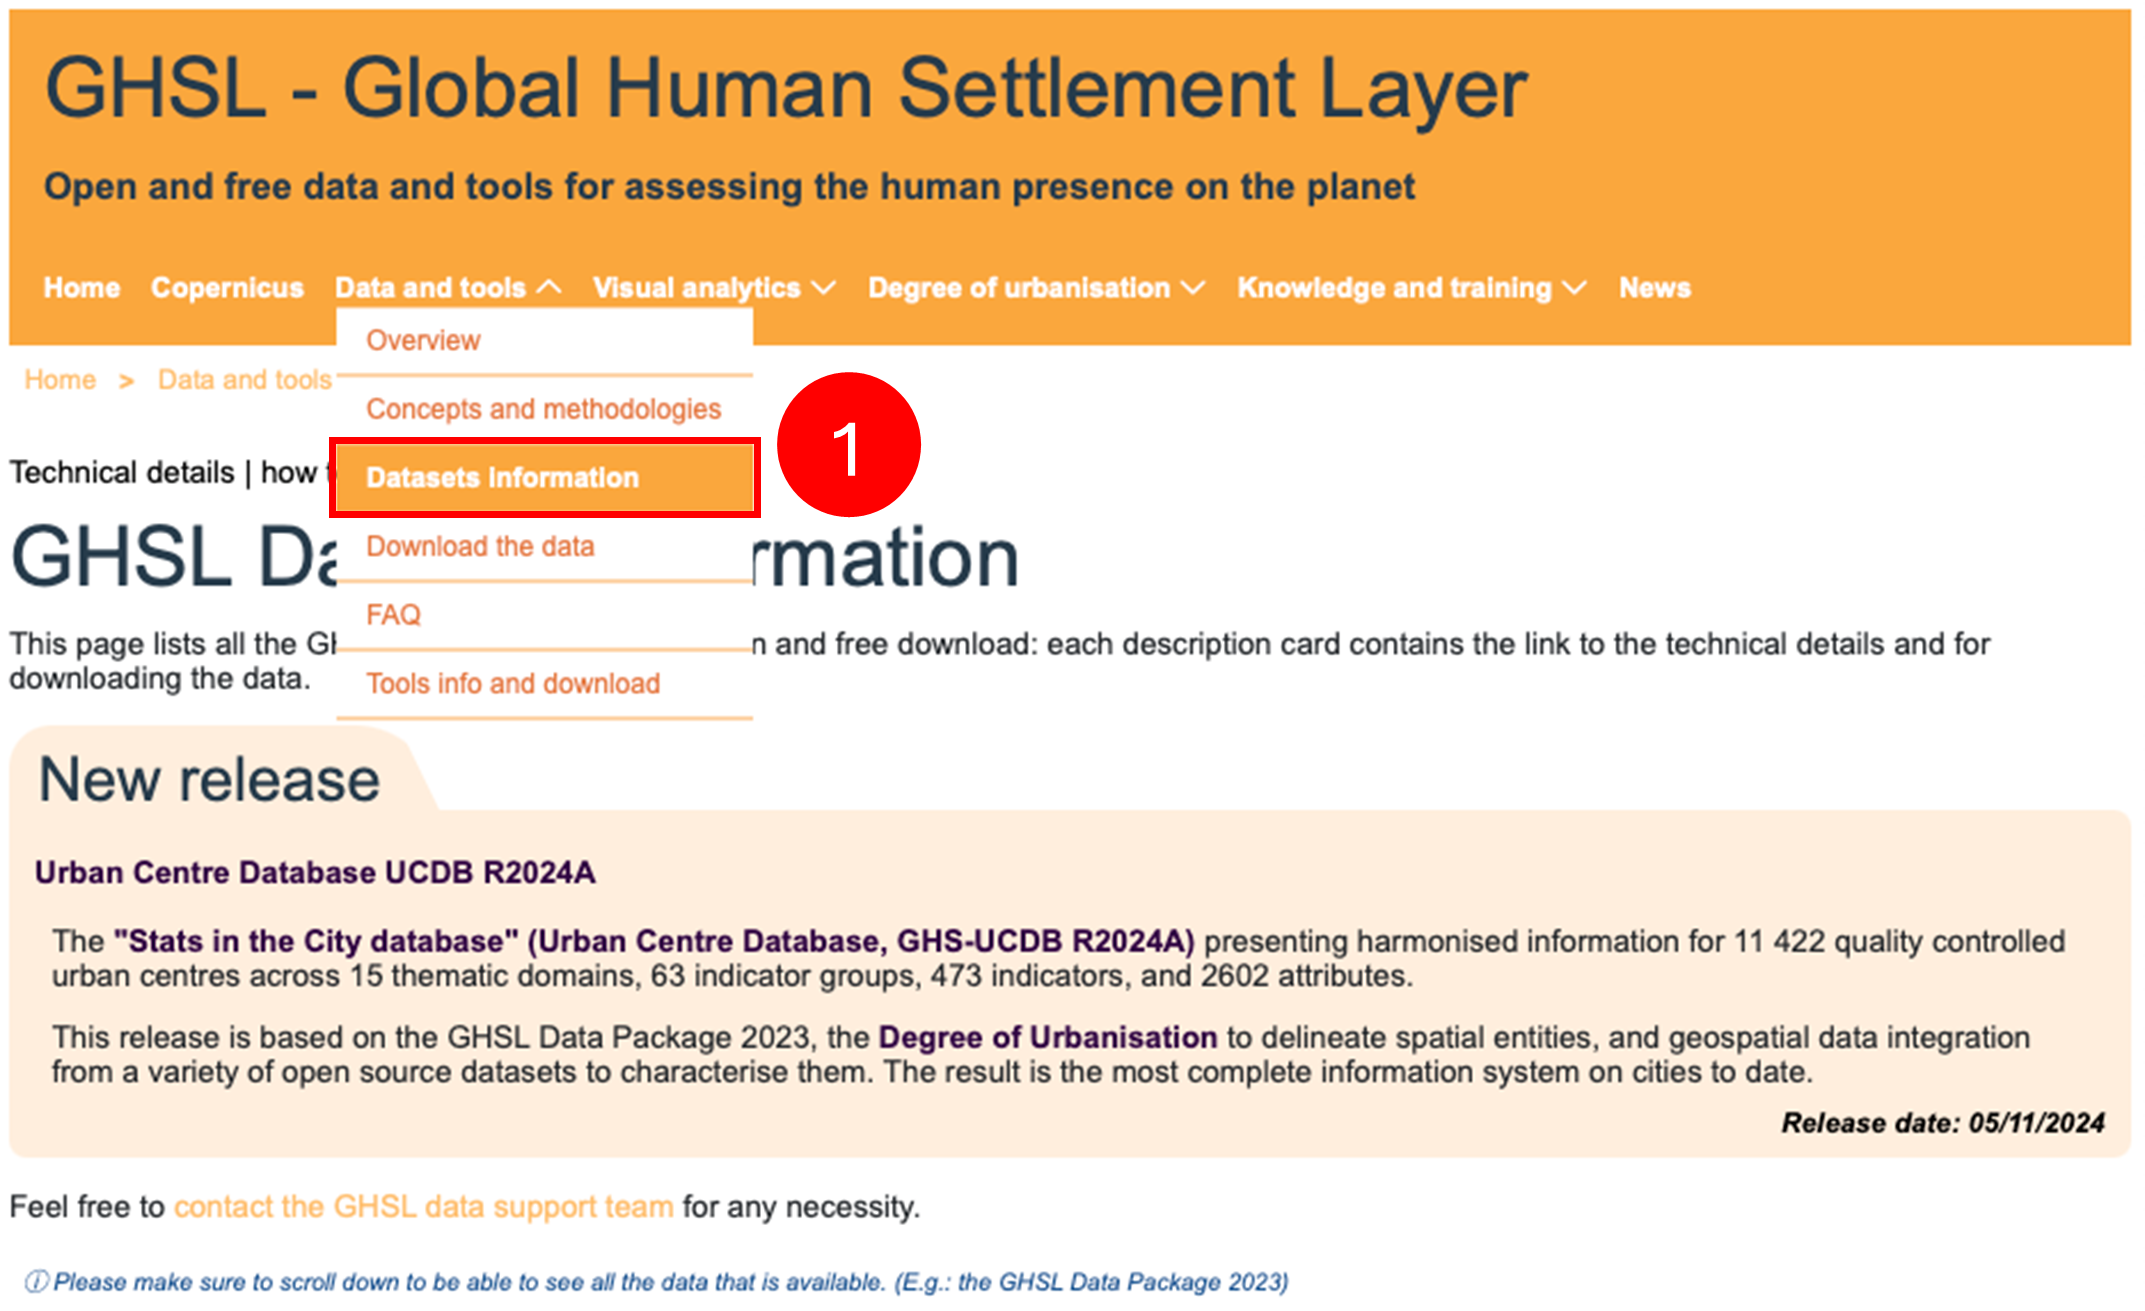 GHSL - Global Human Settlement Layer
Open and free data and tools for assessing the human presence on the planet
Home Copernicus Data and tools Visual analytics Degree of urbanisation Knowledge and training News
Overview
Home > Data and tools
Concepts and methodologies
1
Technical details | how
Datasets Information
Download the data
GHSL
FAQ
This page lists all the
and free download: each description card contains the link to the technical details and for
downloading the data.
Tools info and download
New release
Urban Centre Database UCDB R2024A
The "Stats in the City database" (Urban Centre Database, GHS-UCDB R2024A) presenting harmonised information for 11 422 quality controlled
urban centres across 15 thematic domains, 63 indicator groups, 473 indicators, and 2602 attributes.
This release is based on the GHSL Data Package 2023, the Degree of Urbanisation to delineate spatial entities, and geospatial data integration
from a variety of open source datasets to characterise them. The result is the most complete information system on cities to date.
Release date: 05/11/2024
Feel free to contact the GHSL data support team for any necessity.
ⓘ Please make sure to scroll down to be able to see all the data that is available. (E.g.: the GHSL Data Package 2023)